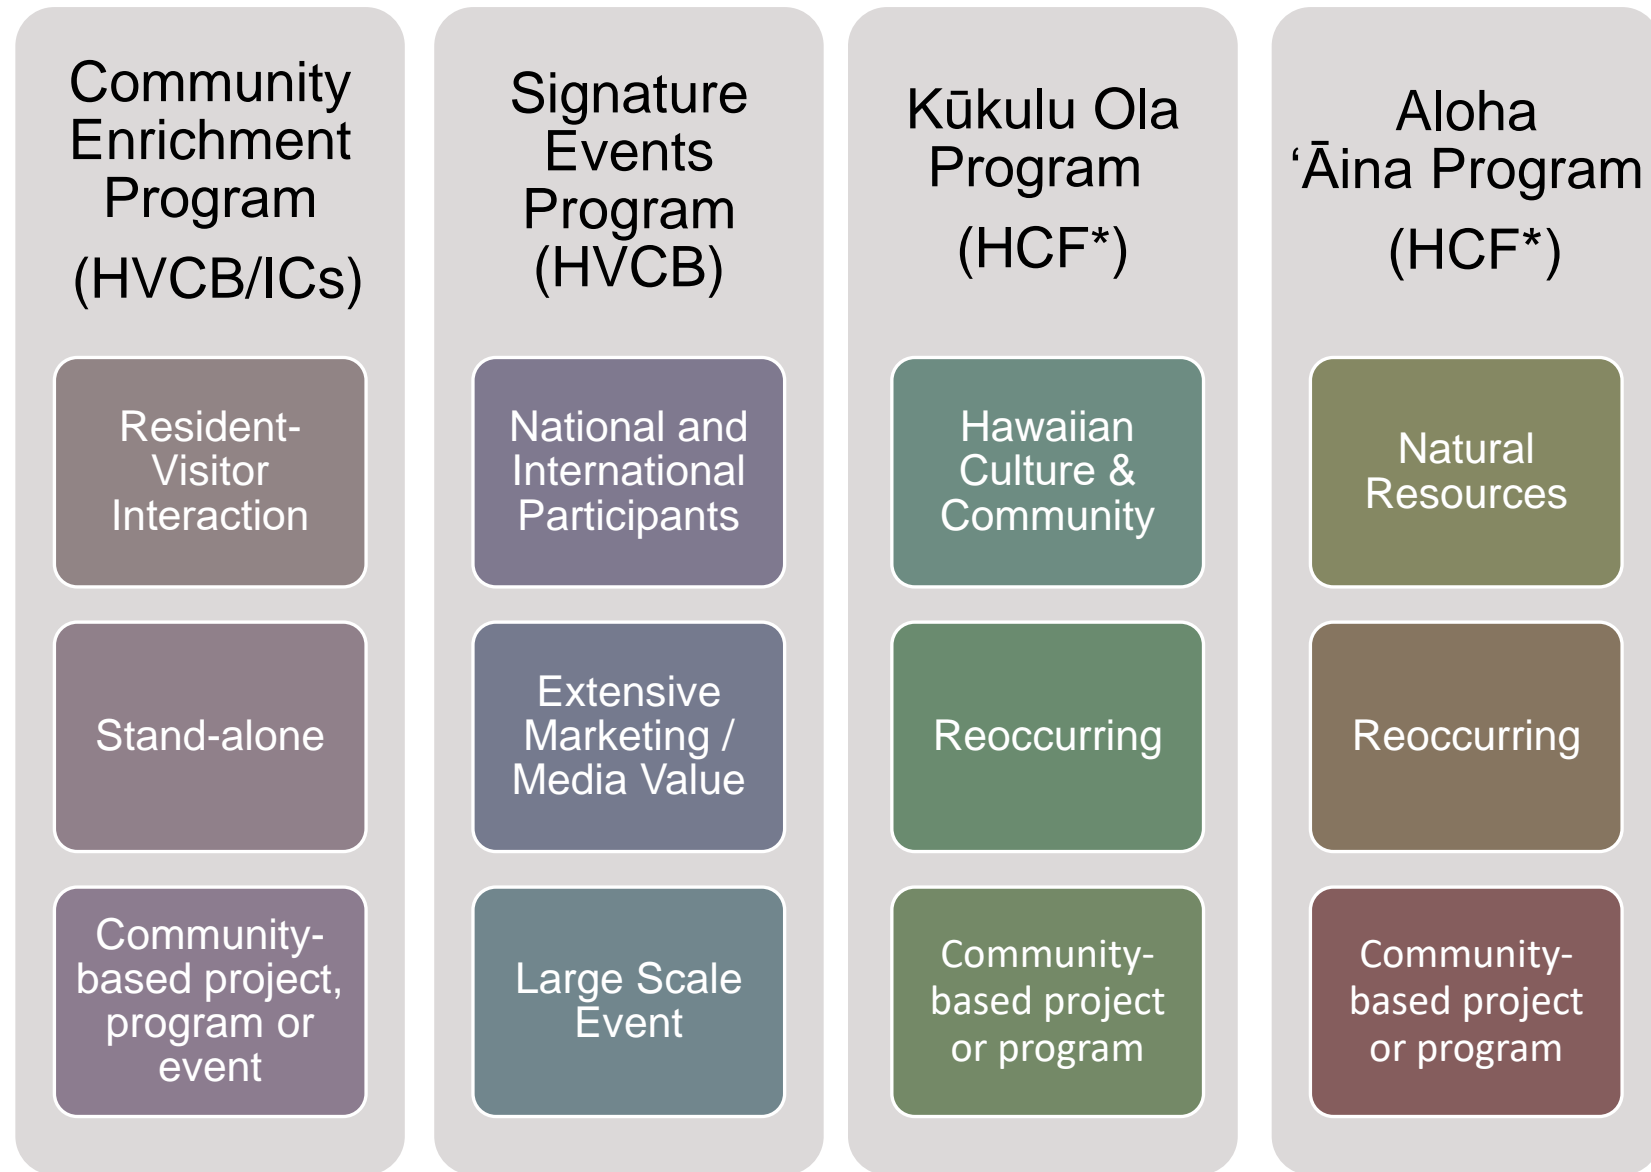 Community
Enrichment
Program
(HVCB/ICs)
Resident-
Visitor
Interaction
Stand-alone
Community-
based project,
program or
event
Signature
Events
Program
(HVCB)
National and
International
Participants
Extensive
Marketing /
Media Value
Large Scale
Event
Kūkulu Ola
Program
(HCF*)
Hawaiian
Culture &
Community
Reoccurring
Community-
based project
or program
Aloha
‘Āina Program
(HCF*)
Natural
Resources
Reoccurring
Community-
based project
or program